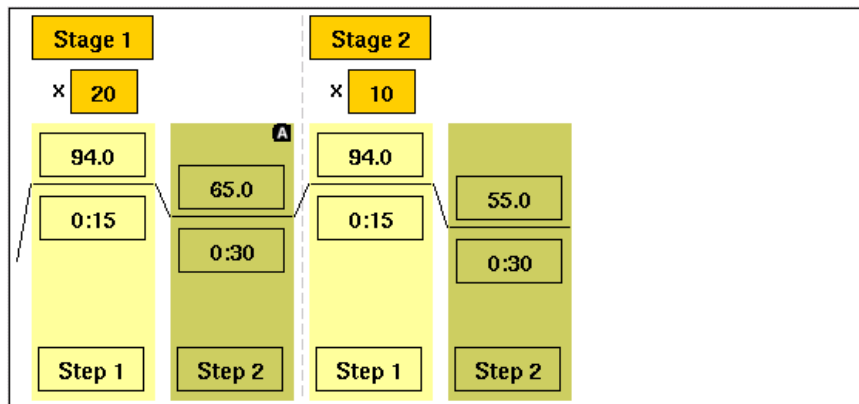 Stage 1 Stage 2
x 20 x 10
A
94.0 94.0
65.0 55.0
0:15 0:15
0:30 0:30
Step 1 Step 2 Step 1 Step 2